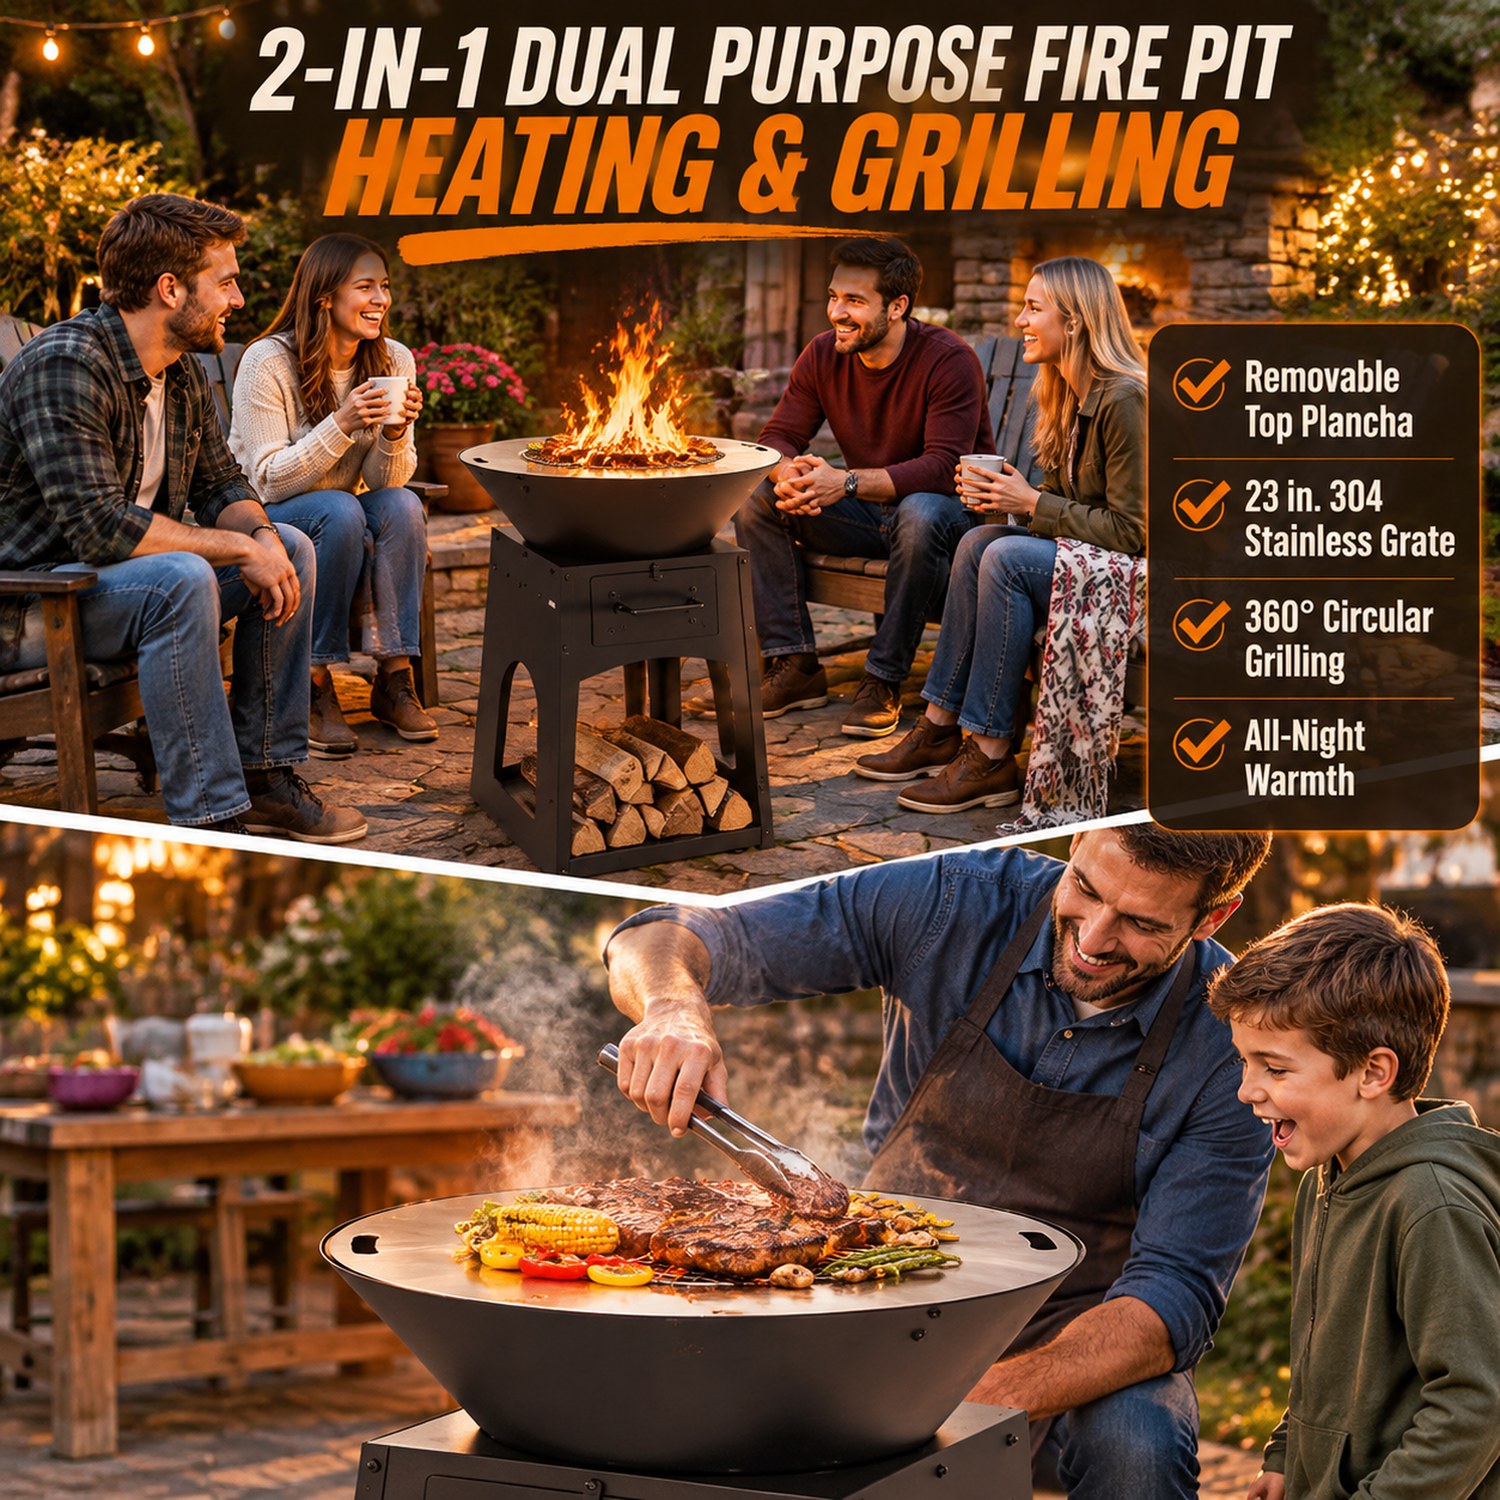 2-IN-1 DUAL PURPOSE FIRE PIT
HEATING & GRILLING
Removable
Top Plancha
23 in. 304
Stainless Grate
360° Circular
Grilling
All-Night
Warmth